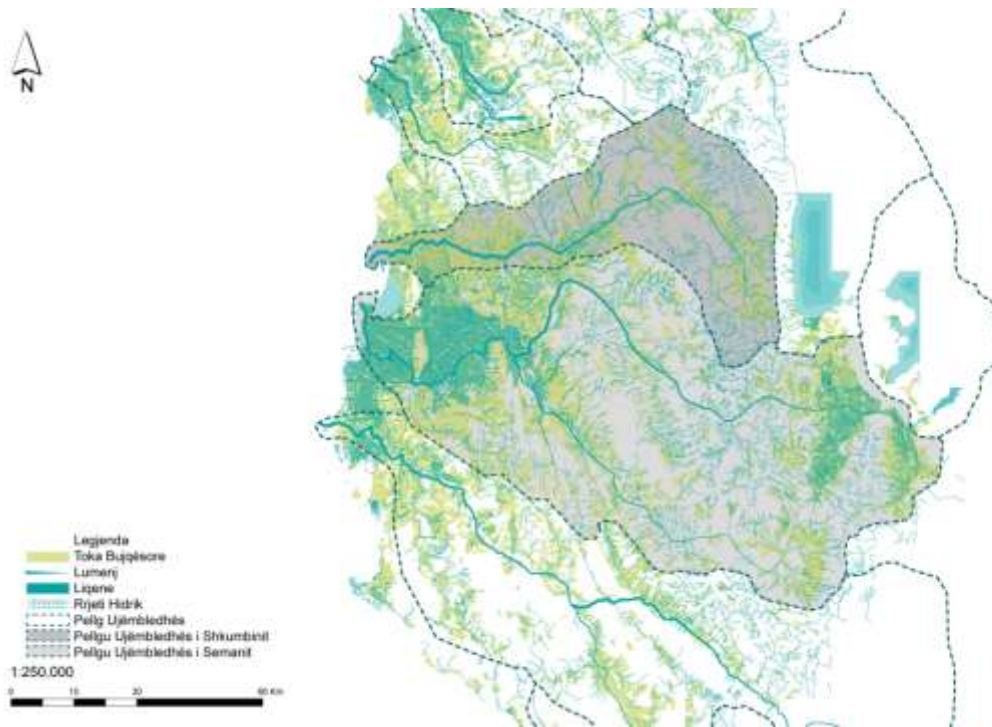 N
Legjenda
Toka Bujqësore
Lumenj
Liqene
Rrjeti Hidrik
Pellg Ujëmbledhës
Pellgu Ujëmbledhës i Shkumbinit
Pellgu Ujëmbledhës i Semanit
1:250.000
0 10 20 60 Km